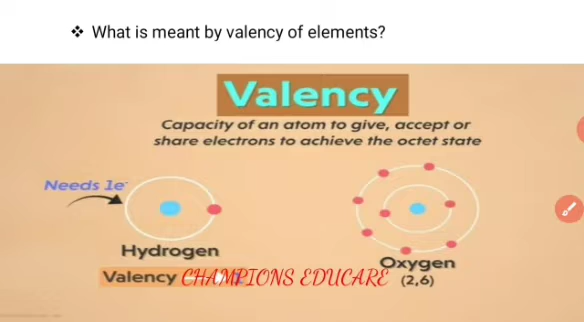 ❖ What is meant by valency of elements?
Valency
Capacity of an atom to give, accept or
share electrons to achieve the octet state
Needs 1e⁻
Hydrogen
Oxygen
Valency
CHAMPIONS EDUCARE
(2,6)